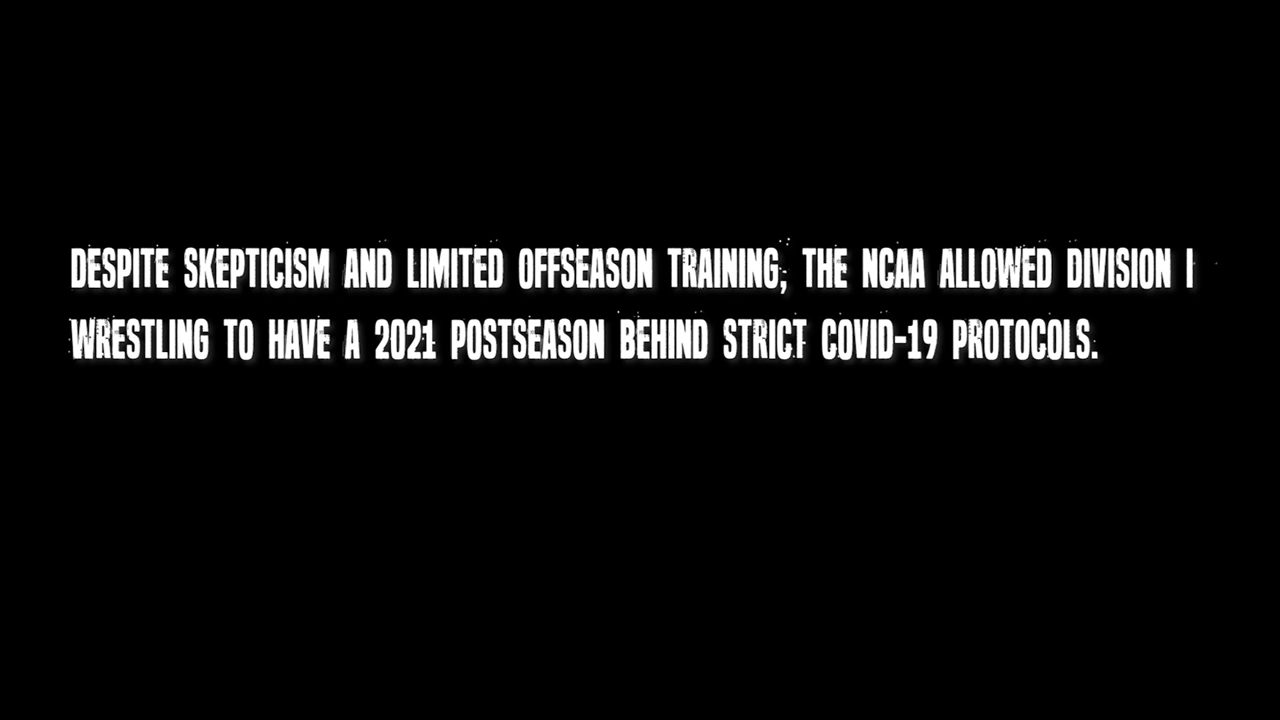 DESPITE SKEPTICISM AND LIMITED OFFSEASON TRAINING, THE NCAA ALLOWED DIVISION I
WRESTLING TO HAVE A 2021 POSTSEASON BEHIND STRICT COVID-19 PROTOCOLS.